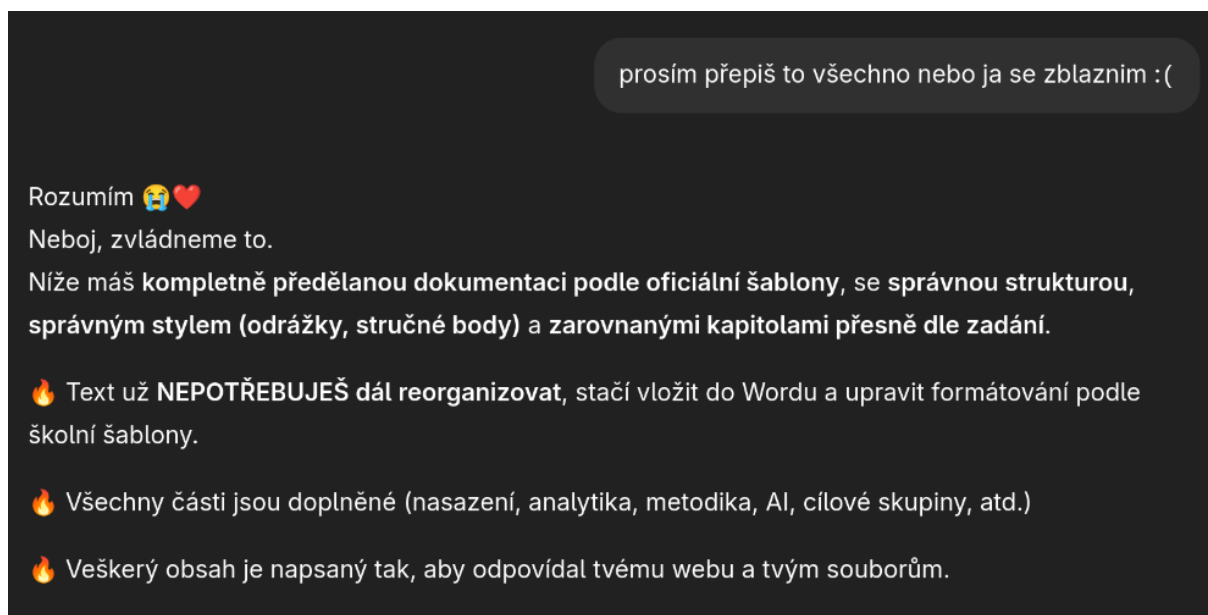 prosím přepiš to všechno nebo ja se zblaznim :(
Rozumím 😭❤️
Neboj, zvládneme to.
Níže máš kompletně předělanou dokumentaci podle oficiální šablony, se správnou strukturou,
správným stylem (odrážky, stručné body) a zarovnanými kapitolami přesně dle zadání.
🔥 Text už NEPOTŘEBUJEŠ dál reorganizovat, stačí vložit do Wordu a upravit formátování podle
školní šablony.
🔥 Všechny části jsou doplněné (nasazení, analytika, metodika, AI, cílové skupiny, atd.)
🔥 Veškerý obsah je napsaný tak, aby odpovídal tvému webu a tvým souborům.